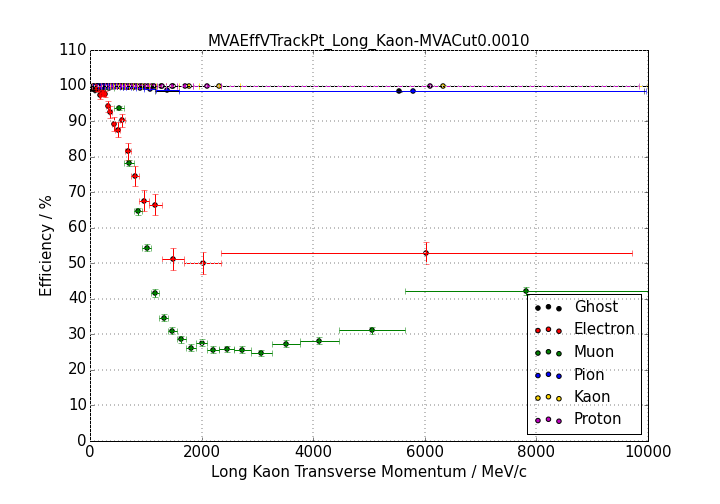 MVAEffVTrackPt_Long_Kaon-MVACut0.0010
110
100
90
80
70
60
50
40
30
20
10
0
Efficiency / %
Ghost
Electron
Muon
Pion
Kaon
Proton
0 2000 4000 6000 8000 10000
Long Kaon Transverse Momentum / MeV/c